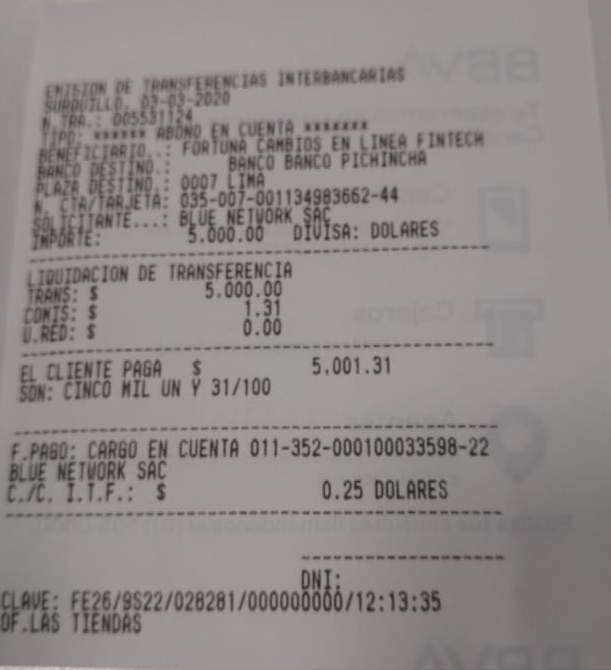 EMISION DE TRANSFERENCIAS INTERBANCARIAS
SURQUILLO, 03-03-2020
N.TRA.: 005531124
TIPO: ****** ABONO EN CUENTA *******
BENEFICIARIO..: FORTUNA CAMBIOS EN LINEA FINTECH
BANCO DESTINO.: BANCO BANCO PICHINCHA
PLAZA DESTINO.: 0007 LIMA
N. CTA/TARJETA: 035-007-001134983662-44
SOLICITANTE...: BLUE NETWORK SAC
IMPORTE: 5.000.00 DIVISA: DOLARES
LIQUIDACION DE TRANSFERENCIA
TRANS: $ 5.000.00
COMIS: $ 1.31
U.RED: $ 0.00
EL CLIENTE PAGA $ 5.001.31
SON: CINCO MIL UN Y 31/100
F.PAGO: CARGO EN CUENTA 011-352-000100033598-22
BLUE NETWORK SAC
C./C. I.T.F.: $ 0.25 DOLARES
DNI:
CLAVE: FE26/9S22/028281/000000000/12:13:35
OF.LAS TIENDAS
BBVA
Cajeros
Agentes
BBVA